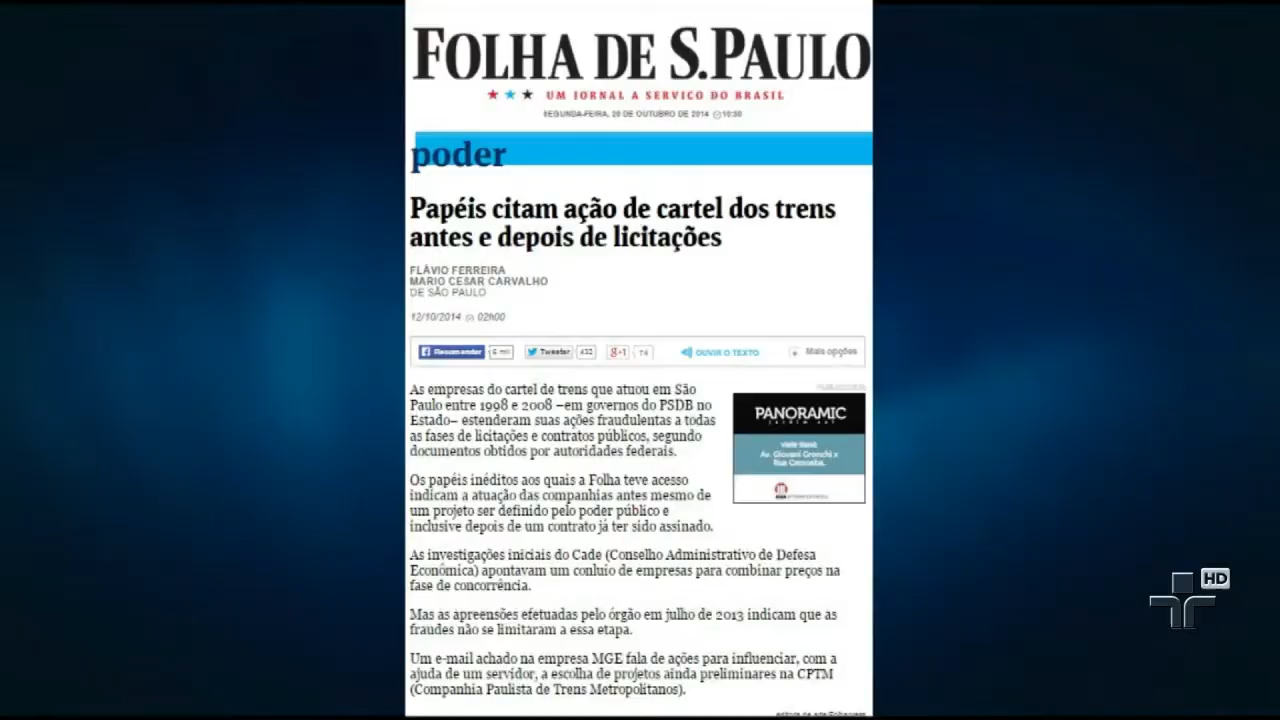 FOLHA DE S.PAULO
★ ★ ★ UM JORNAL A SERVIÇO DO BRASIL
SEGUNDA-FEIRA, 20 DE OUTUBRO DE 2014 10:30
poder
Papéis citam ação de cartel dos trens
antes e depois de licitações
FLÁVIO FERREIRA
MARIO CESAR CARVALHO
DE SÃO PAULO
12/10/2014 02h00
Recomendar 6 mil Tweeter 432 g+1 74 OUVIR O TEXTO Mais opções
PUBLICIDADE
As empresas do cartel de trens que atuou em São
Paulo entre 1998 e 2008 –em governos do PSDB no
Estado– estenderam suas ações fraudulentas a todas
as fases de licitações e contratos públicos, segundo
documentos obtidos por autoridades federais.
PANORAMIC
Av. Giovani Gronchi x
Os papéis inéditos aos quais a Folha teve acesso
indicam a atuação das companhias antes mesmo de
um projeto ser definido pelo poder público e
inclusive depois de um contrato já ter sido assinado.
As investigações iniciais do Cade (Conselho Administrativo de Defesa
Econômica) apontavam um conluio de empresas para combinar preços na
fase de concorrência.
Mas as apreensões efetuadas pelo órgão em julho de 2013 indicam que as
fraudes não se limitaram a essa etapa.
Um e-mail achado na empresa MGE fala de ações para influenciar, com a
ajuda de um servidor, a escolha de projetos ainda preliminares na CPTM
(Companhia Paulista de Trens Metropolitanos).
HD